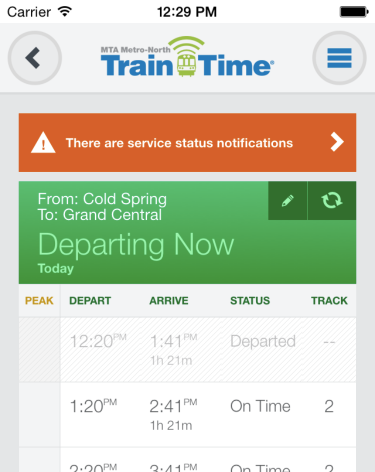 Carrier 12:29 PM
MTA Metro-North
Train Time®
There are service status notifications
From: Cold Spring
To: Grand Central
Departing Now
Today
PEAK DEPART ARRIVE STATUS TRACK
12:20PM 1:41PM Departed --
1h 21m
1:20PM 2:41PM On Time 2
1h 21m
2:20PM 3:41PM On Time 2